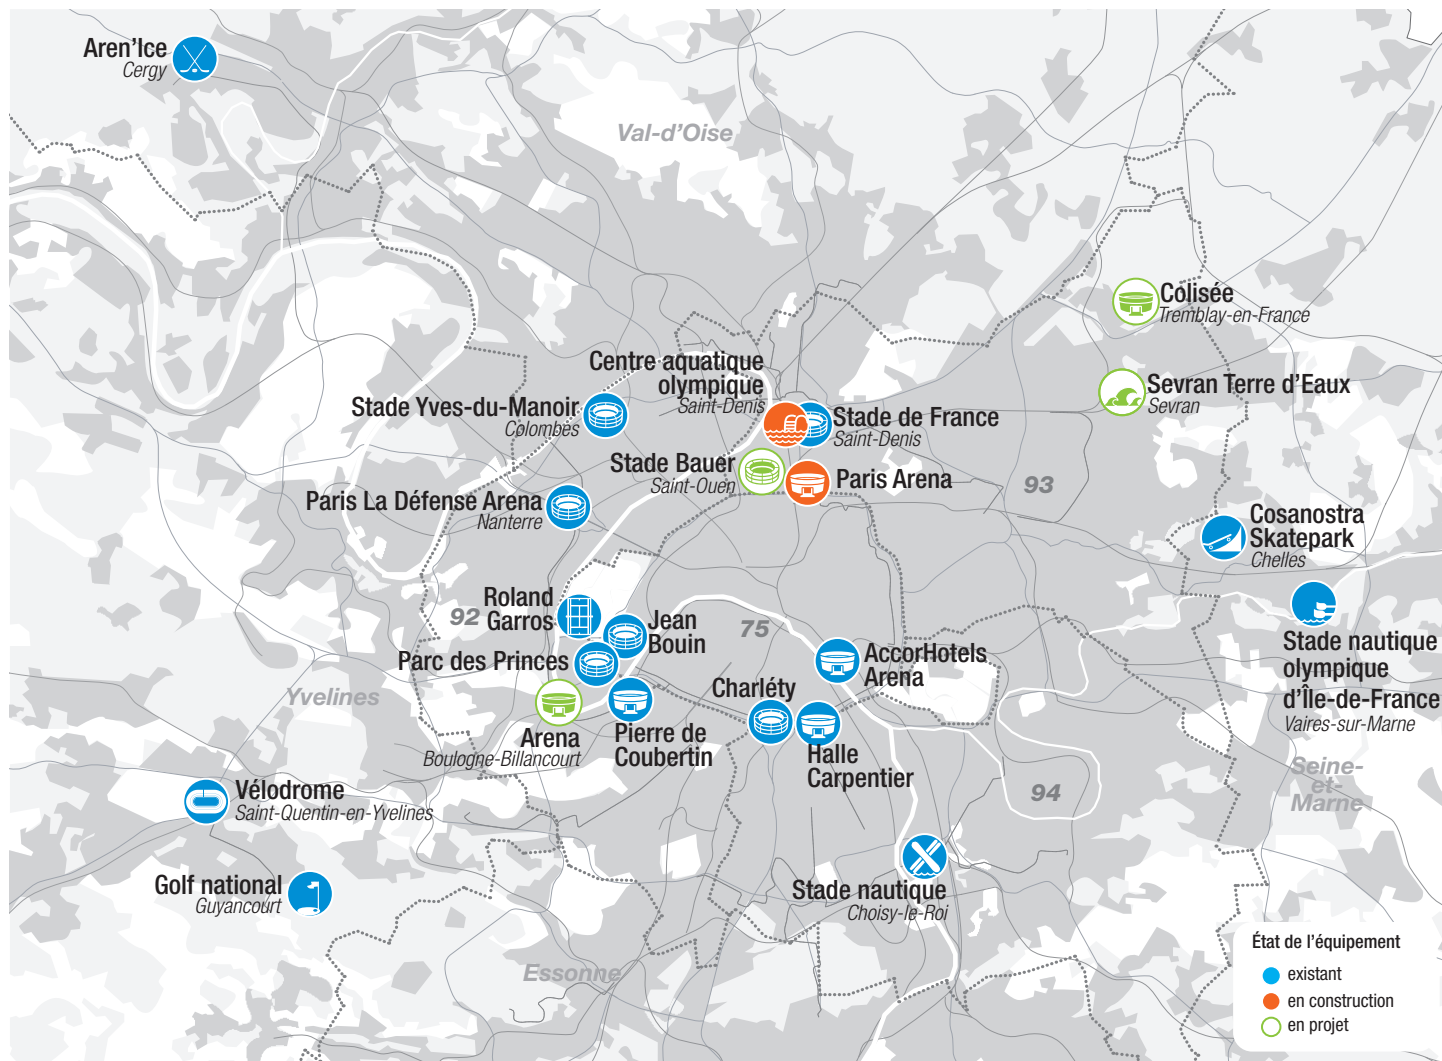 Aren'Ice
Cergy
Val-d'Oise
Colisée
Tremblay-en-France
Centre aquatique
olympique
Saint-Denis
Sevran Terre d'Eaux
Sevran
Stade Yves-du-Manoir
Colombes
Stade de France
Saint-Denis
Stade Bauer
Saint-Ouen
Paris Arena
93
Paris La Défense Arena
Nanterre
Cosanostra
Skatepark
Chelles
Roland
Garros
92
Jean
Bouin
75
Stade nautique
olympique
d'Île-de-France
Vaires-sur-Marne
Parc des Princes
AccorHotels
Arena
Yvelines
Charléty
Arena
Boulogne-Billancourt
Pierre de
Coubertin
Halle
Carpentier
Seine-
et-
Marne
94
Vélodrome
Saint-Quentin-en-Yvelines
Golf national
Guyancourt
Stade nautique
Choisy-le-Roi
Essonne
État de l'équipement
existant
en construction
en projet